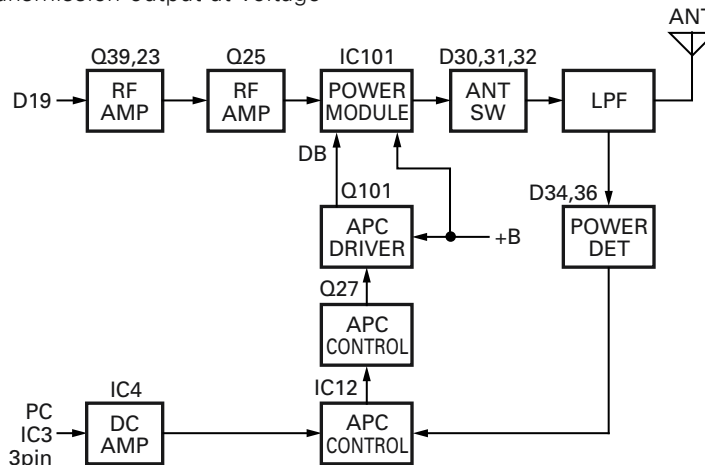 transmission output at voltage
ANT
Q39,23
Q25
IC101
D30,31,32
D19
RF
AMP
RF
AMP
POWER
MODULE
ANT
SW
LPF
DB
Q101
D34,36
APC
DRIVER
+B
POWER
DET
Q27
APC
CONTROL
IC4
IC12
PC
IC3
3pin
DC
AMP
APC
CONTROL